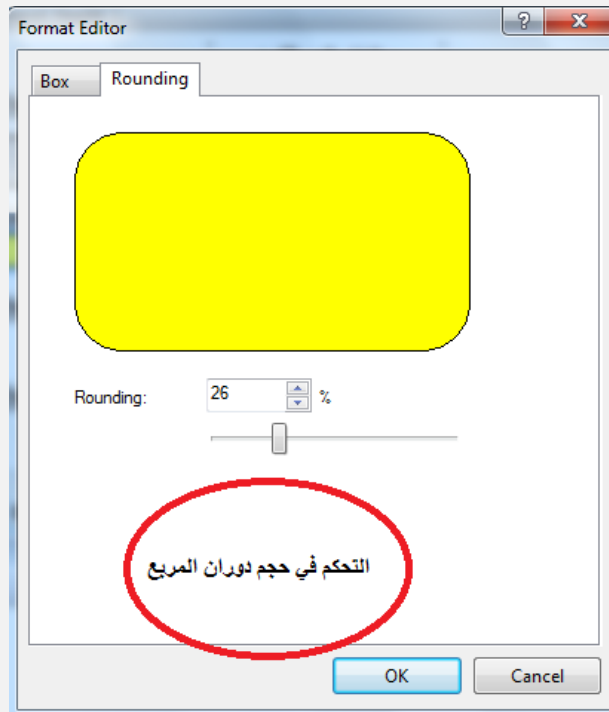 Format Editor
Box
Rounding
Rounding:
26
%
التحكم في حجم دوران المربع
OK
Cancel